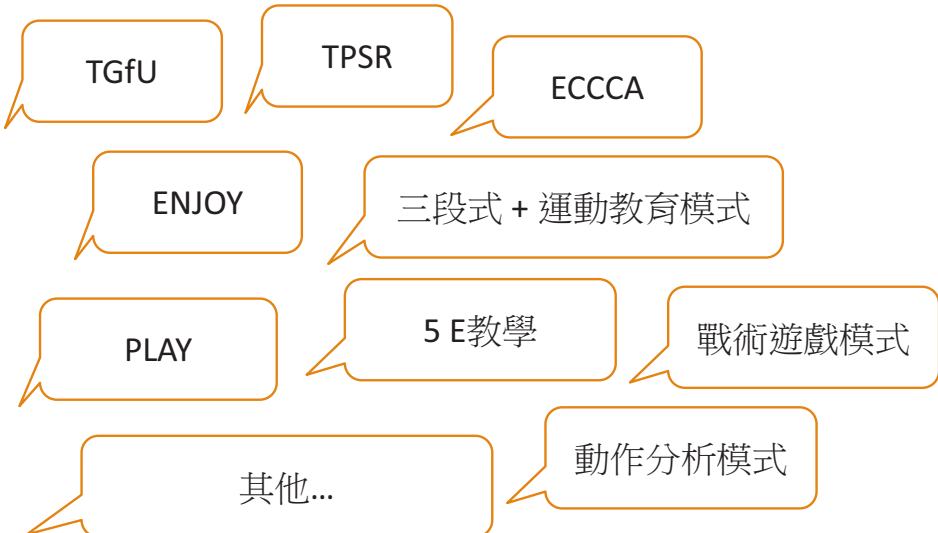 TGfU
TPSR
ECCCA
ENJOY
三段式 + 運動教育模式
PLAY
5 E教學
戰術遊戲模式
其他...
動作分析模式